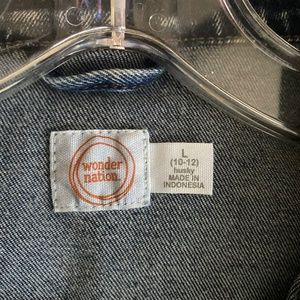 wonder
nation.
L
(10-12)
husky
MADE IN
INDONESIA